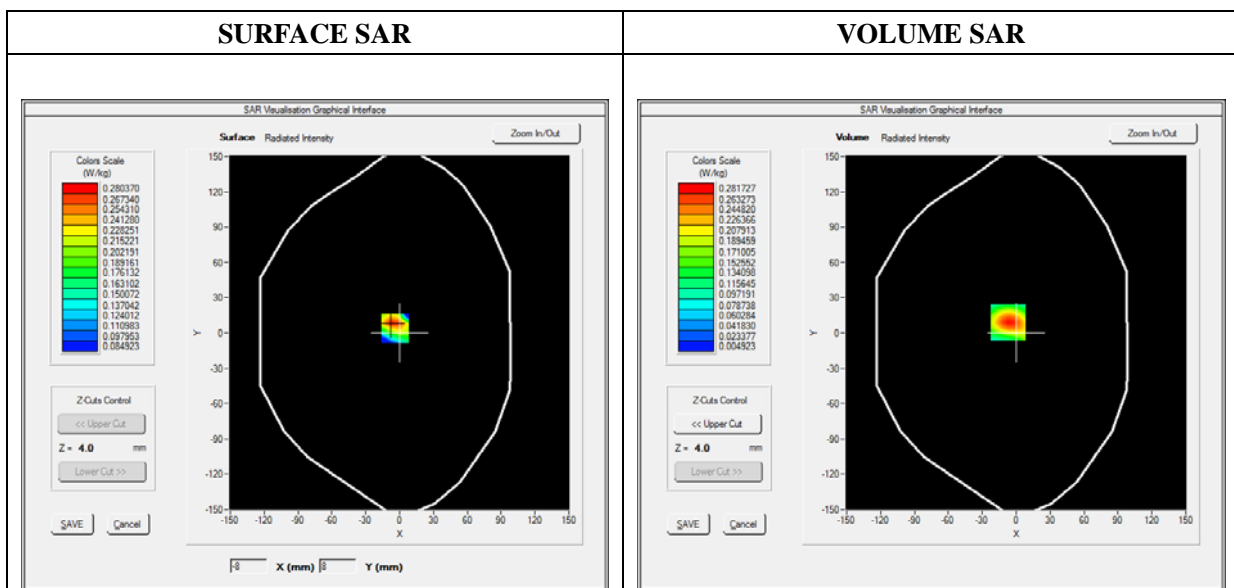 SURFACE SAR
VOLUME SAR
SAR Visualisation Graphical Interface
Surface Radiated Intensity
Zoom In/Out
Colors Scale
(W/kg)
0.280370
0.267340
0.254310
0.241280
0.228251
0.215221
0.202191
0.189161
0.176132
0.163102
0.150072
0.137042
0.124012
0.110983
0.097953
0.084923
Z-Cuts Control
<< Upper Cut
Z = 4.0 mm
Lower Cut >>
SAVE Cancel
150
120
90
60
30
0
-30
-60
-90
-120
-150
Y
-150 -120 -90 -60 -30 0 30 60 90 120 150
X
-8 X (mm) 8 Y (mm)
SAR Visualisation Graphical Interface
Volume Radiated Intensity
Zoom In/Out
Colors Scale
(W/kg)
0.281727
0.263273
0.244820
0.226366
0.207913
0.189459
0.171005
0.152552
0.134098
0.115645
0.097191
0.078738
0.060284
0.041830
0.023377
0.004923
Z-Cuts Control
<< Upper Cut
Z = 4.0 mm
Lower Cut >>
SAVE Cancel
150
120
90
60
30
0
-30
-60
-90
-120
-150
Y
-150 -120 -90 -60 -30 0 30 60 90 120 150
X